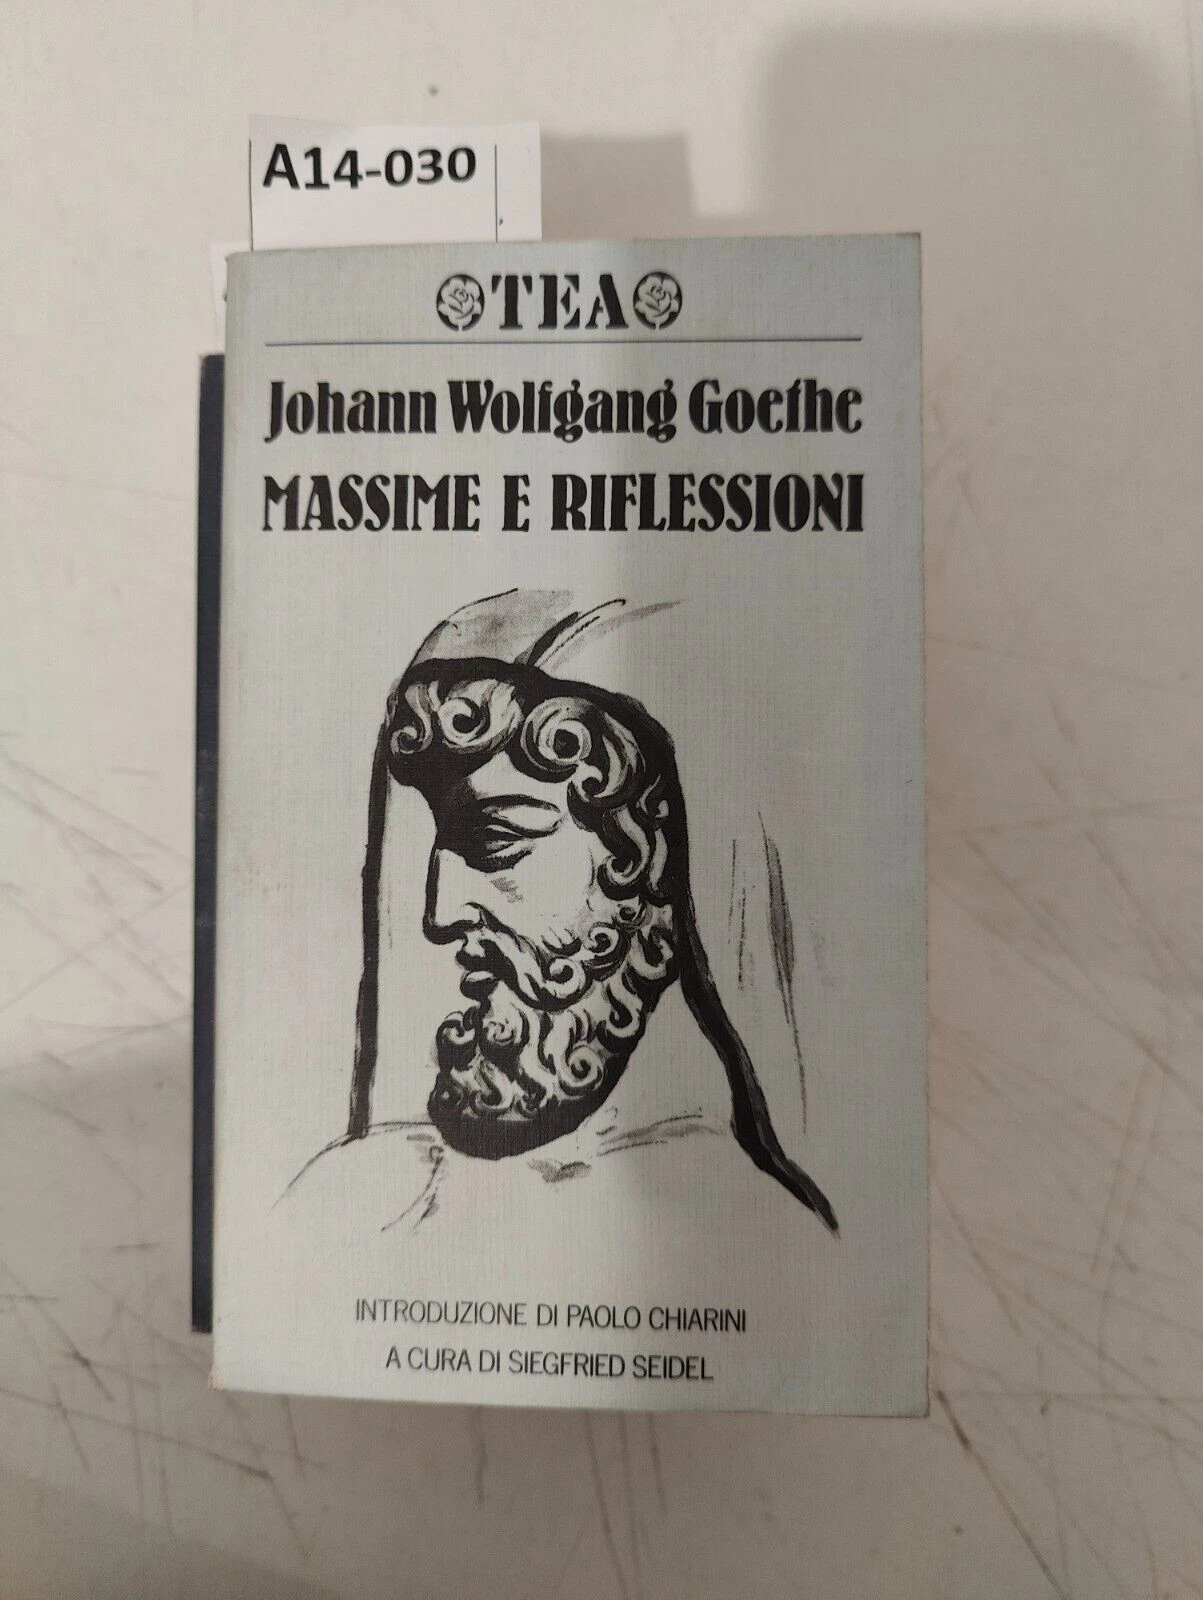 A14-030
TEA
Johann Wolfgang Goethe
MASSIME E RIFLESSIONI
INTRODUZIONE DI PAOLO CHIARINI
A CURA DI SIEGFRIED SEIDEL